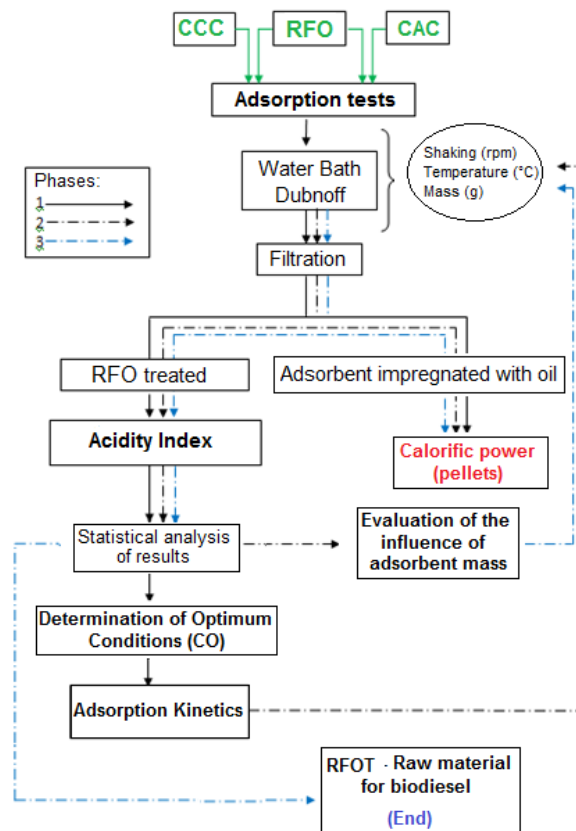 CCC
RFO
CAC
Adsorption tests
Water Bath
Dubnoff
Shaking (rpm)
Temperature (°C)
Mass (g)
Phases:
1
2
3
Filtration
RFO treated
Adsorbent impregnated with oil
Acidity Index
Calorific power
(pellets)
Statistical analysis
of results
Evaluation of the
influence of
adsorbent mass
Determination of Optimum
Conditions (CO)
Adsorption Kinetics
RFOT - Raw material
for biodiesel
(End)